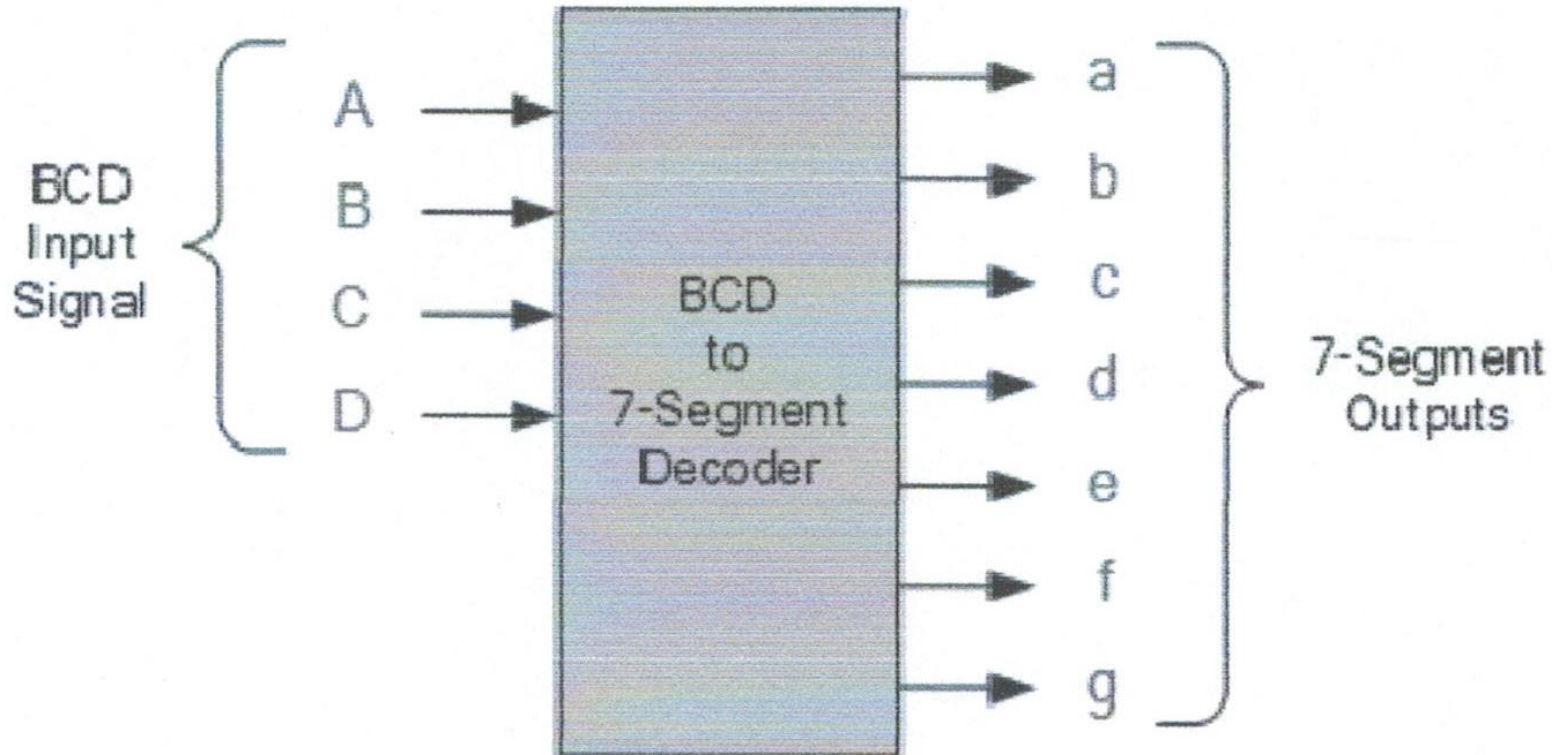 BCD
Input
Signal
A
B
C
D
BCD
to
7-Segment
Decoder
a
b
c
d
e
f
g
7-Segment
Outputs